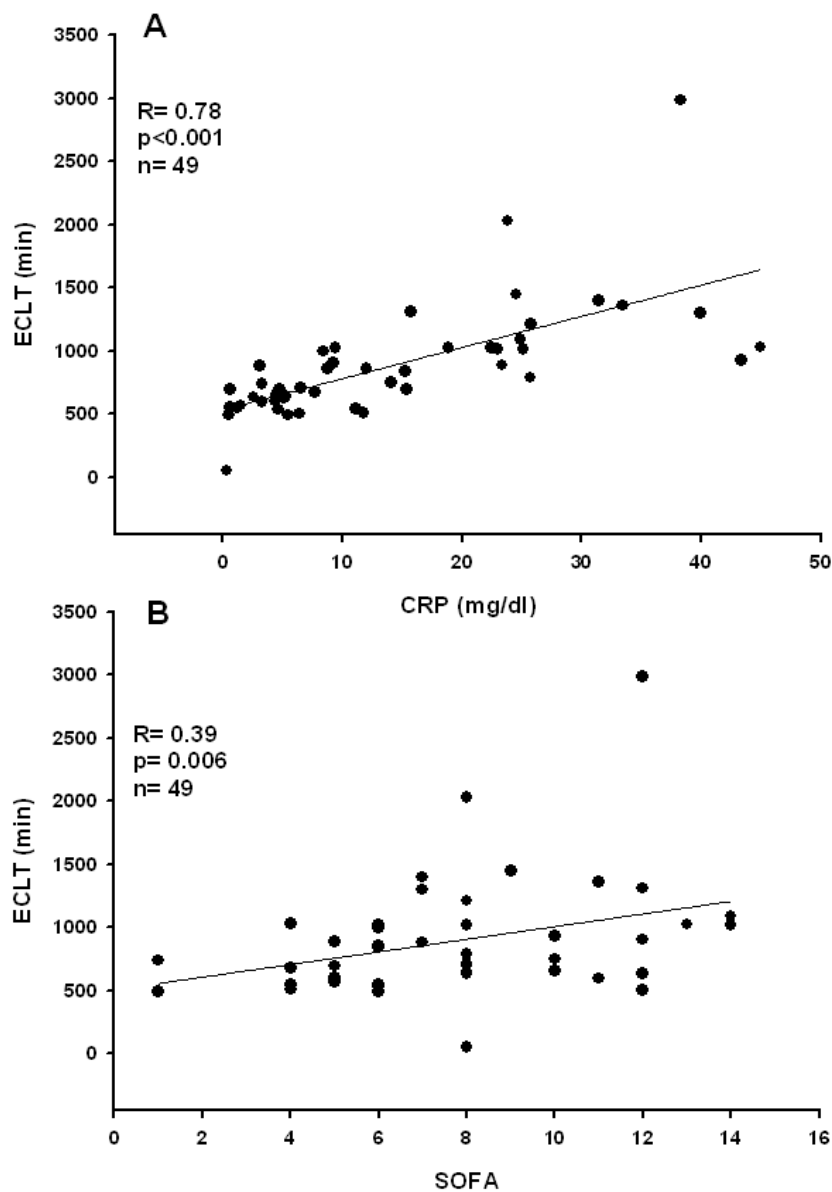 A
3500
3000
2500
2000
1500
1000
500
0
ECLT (min)
R= 0.78
p<0.001
n= 49
0 10 20 30 40 50
CRP (mg/dl)
B
3500
3000
2500
2000
1500
1000
500
0
ECLT (min)
R= 0.39
p= 0.006
n= 49
0 2 4 6 8 10 12 14 16
SOFA